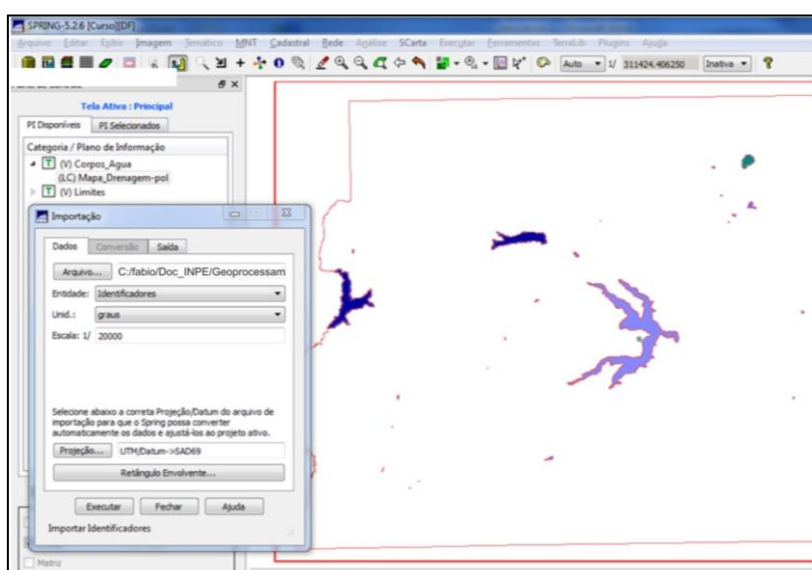 SPRING-5.2.6 [Curso][DF]
Arquivo Editar Exibir Imagem Temático MNT Cadastral Rede Análise SCarta Executar Ferramentas TerraLib Plugins Ajuda
Auto 1/ 311424.406250 Inativa
Tela Ativa : Principal
PI Disponíveis PI Selecionados
Categoria / Plano de Informação
T (V) Corpos_Agua
(LC) Mapa_Drenagem-pol
T (V) Limites
Importação
Dados Conversão Saída
Arquivo... C:/fabio/Doc_INPE/Geoprocessam
Entidade: Identificadores
Unid.: graus
Escala: 1/ 20000
Selecione abaixo a correta Projeção/Datum do arquivo de
importação para que o Spring possa converter
automaticamente os dados e ajustá-los ao projeto ativo.
Projeção... UTM/Datum->SAD69
Retângulo Envolvente...
Executar Fechar Ajuda
Importar Identificadores
Matriz